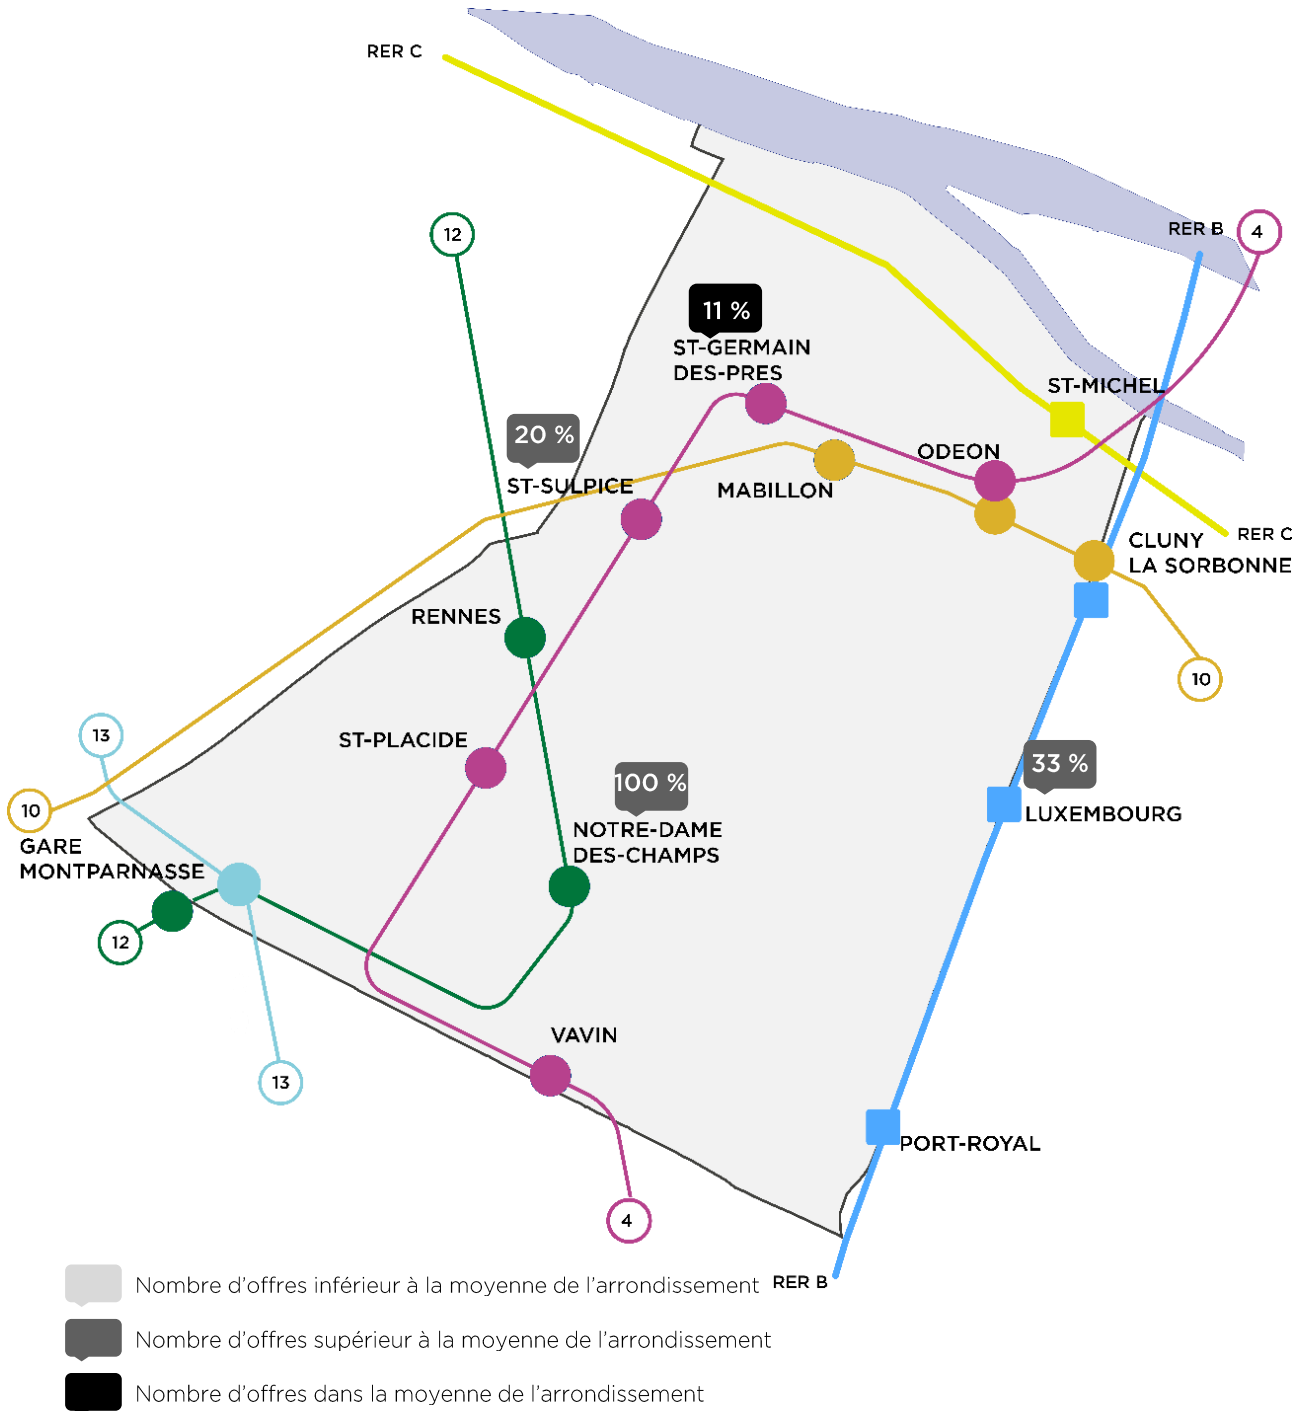 RER C
12
RER B
4
11 %
ST-GERMAIN
DES-PRES
ST-MICHEL
20 %
ST-SULPICE
MABILLON
ODEON
RER C
CLUNY
LA SORBONNE
RENNES
10
13
ST-PLACIDE
100 %
NOTRE-DAME
DES-CHAMPS
33 %
LUXEMBOURG
10
GARE
MONTPARNASSE
12
13
VAVIN
PORT-ROYAL
4
RER B
Nombre d'offres inférieur à la moyenne de l'arrondissement
Nombre d'offres supérieur à la moyenne de l'arrondissement
Nombre d'offres dans la moyenne de l'arrondissement